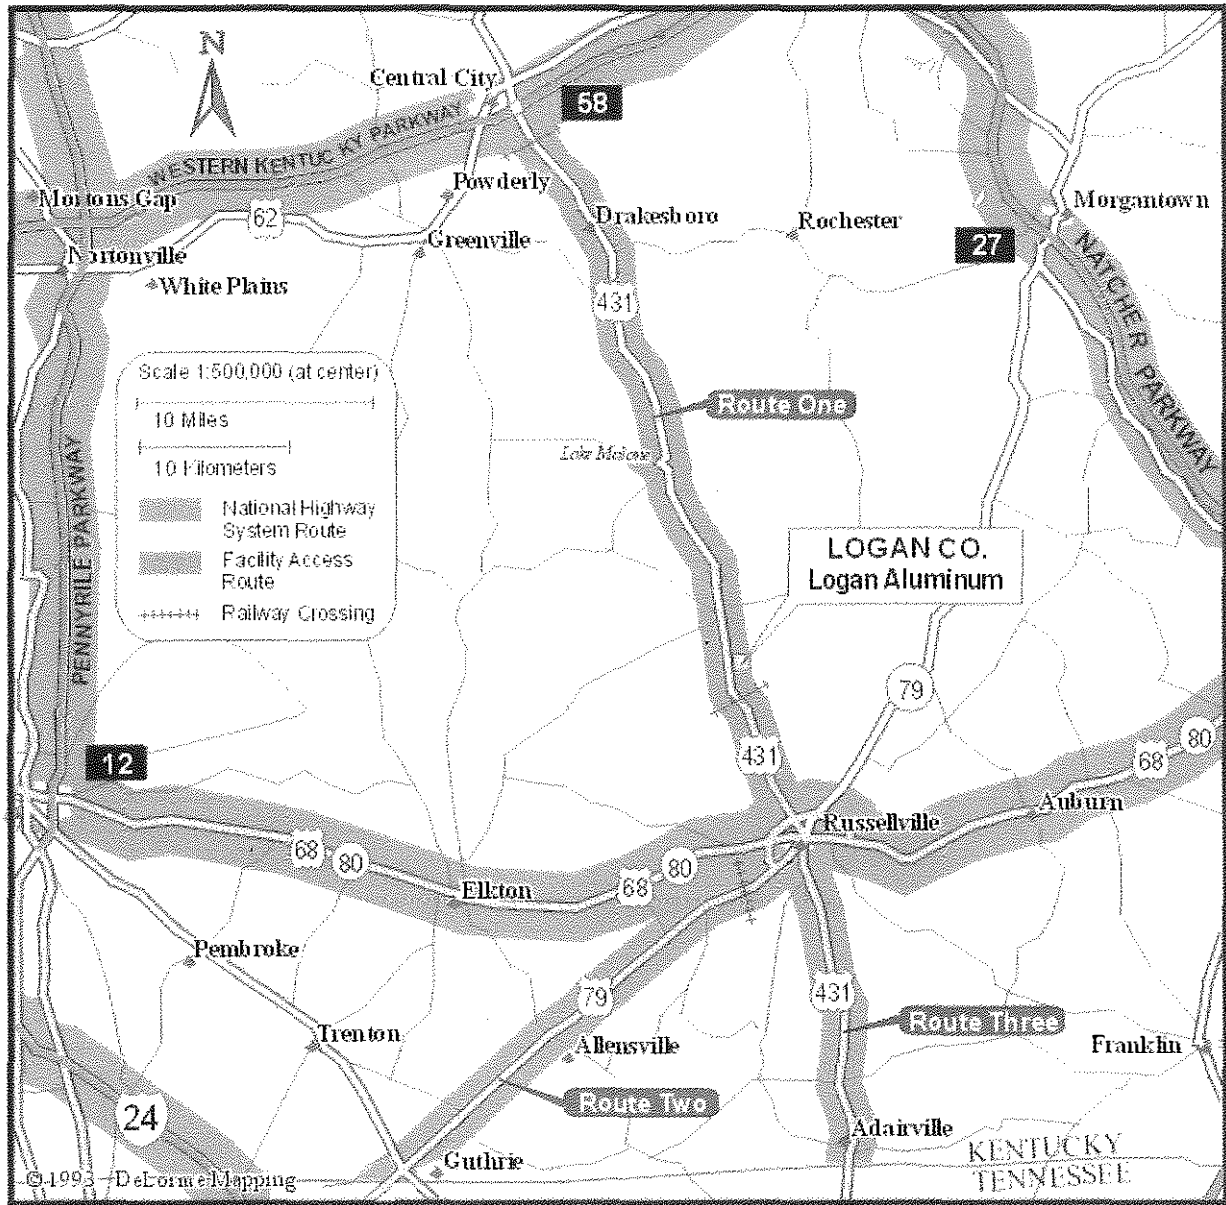 N
Central City
58
WESTERN KENTUCKY PARKWAY
Mortons Gap
Powderly
62
Drakesboro
Rochester
Morgantown
Nortonville
Greenville
27
NATCHER PARKWAY
White Plains
431
Scale 1:500,000 (at center)
10 Miles
10 Kilometers
National Highway
System Route
Facility Access
Route
Railway Crossing
Route One
Lake Malone
PENNYRILE PARKWAY
LOGAN CO.
Logan Aluminum
79
12
431
80
68
Auburn
Russellville
68
80
Elkton
68
80
Pembroke
79
431
Route Three
Trenton
Allensville
Franklin
24
Route Two
Adairville
Guthrie
KENTUCKY
TENNESSEE
©1993 DeLorme Mapping